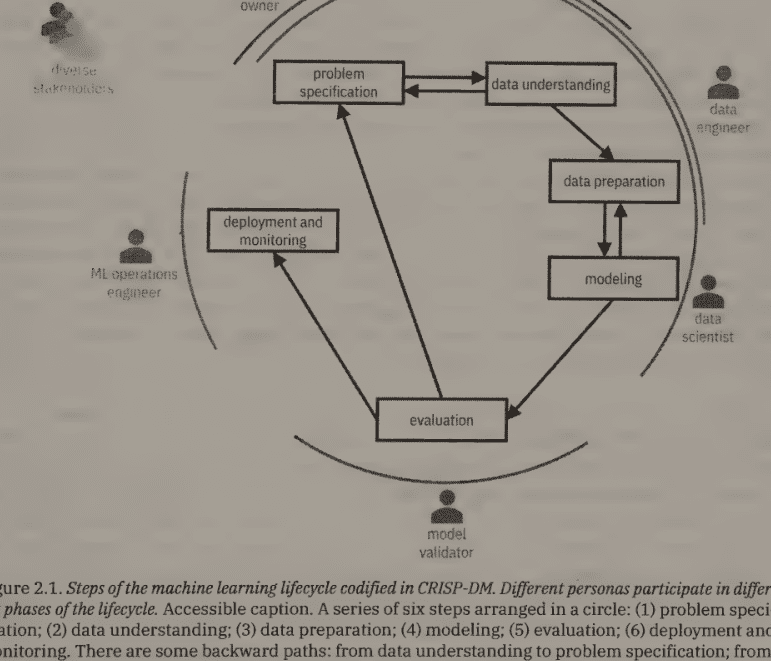 owner
diverse
stakeholders
problem
specification
data understanding
data
engineer
data preparation
deployment and
monitoring
ML operations
engineer
modeling
data
scientist
evaluation
model
validator
gure 2.1. Steps of the machine learning lifecycle codified in CRISP-DM. Different personas participate in differ
phases of the lifecycle. Accessible caption. A series of six steps arranged in a circle: (1) problem speci
ation; (2) data understanding; (3) data preparation; (4) modeling; (5) evaluation; (6) deployment and
onitoring. There are some backward paths: from data understanding to problem specification; from